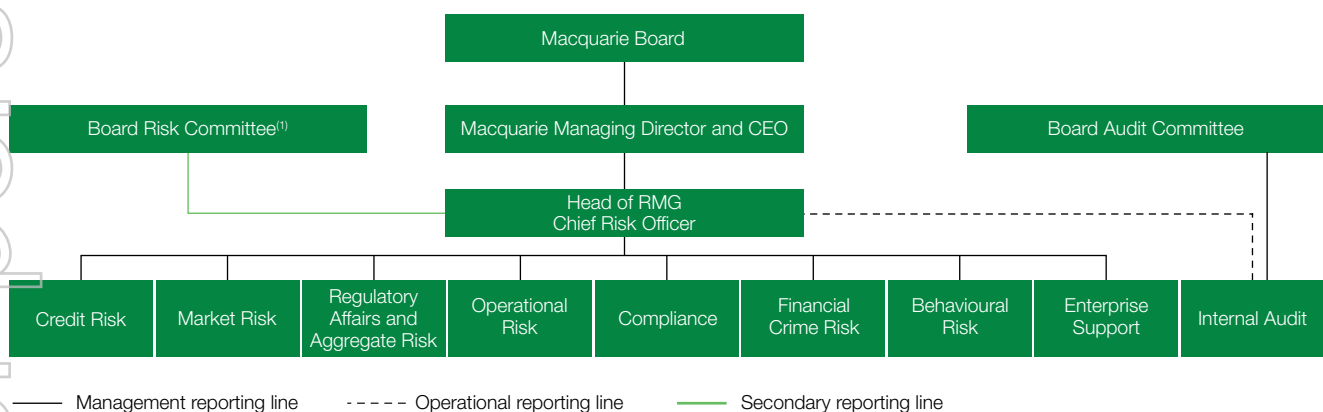 Macquarie Board
Board Risk Committee(1)
Macquarie Managing Director and CEO
Board Audit Committee
Head of RMG
Chief Risk Officer
Credit Risk
Market Risk
Regulatory
Affairs and
Aggregate Risk
Operational
Risk
Compliance
Financial
Crime Risk
Behavioural
Risk
Enterprise
Support
Internal Audit
Management reporting line
Operational reporting line
Secondary reporting line